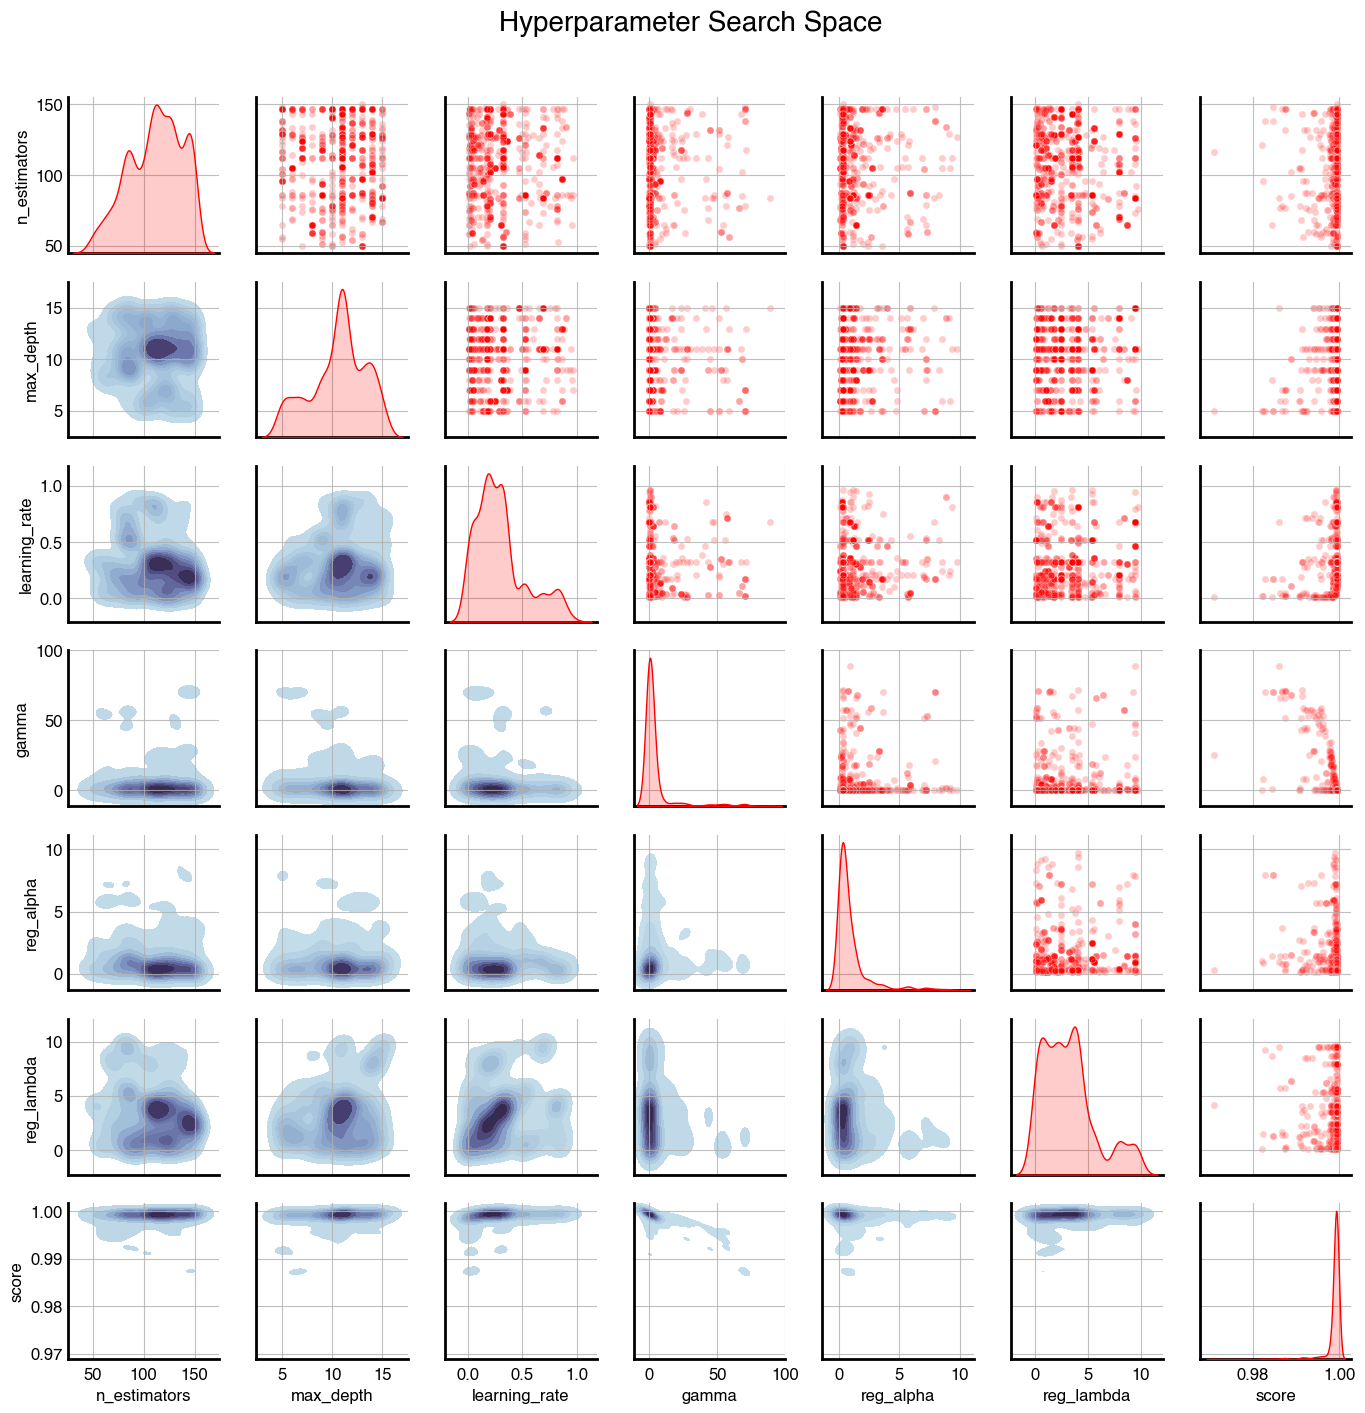 Hyperparameter Search Space
n_estimators
150
100
50
max_depth
15
10
5
learning_rate
1.0
0.5
0.0
gamma
100
50
0
reg_alpha
10
5
0
reg_lambda
10
5
0
score
1.00
0.99
0.98
0.97
50 100 150 5 10 15 0.0 0.5 1.0 0 50 100 0 5 10 0 5 10 0.98 1.00
n_estimators max_depth learning_rate gamma reg_alpha reg_lambda score